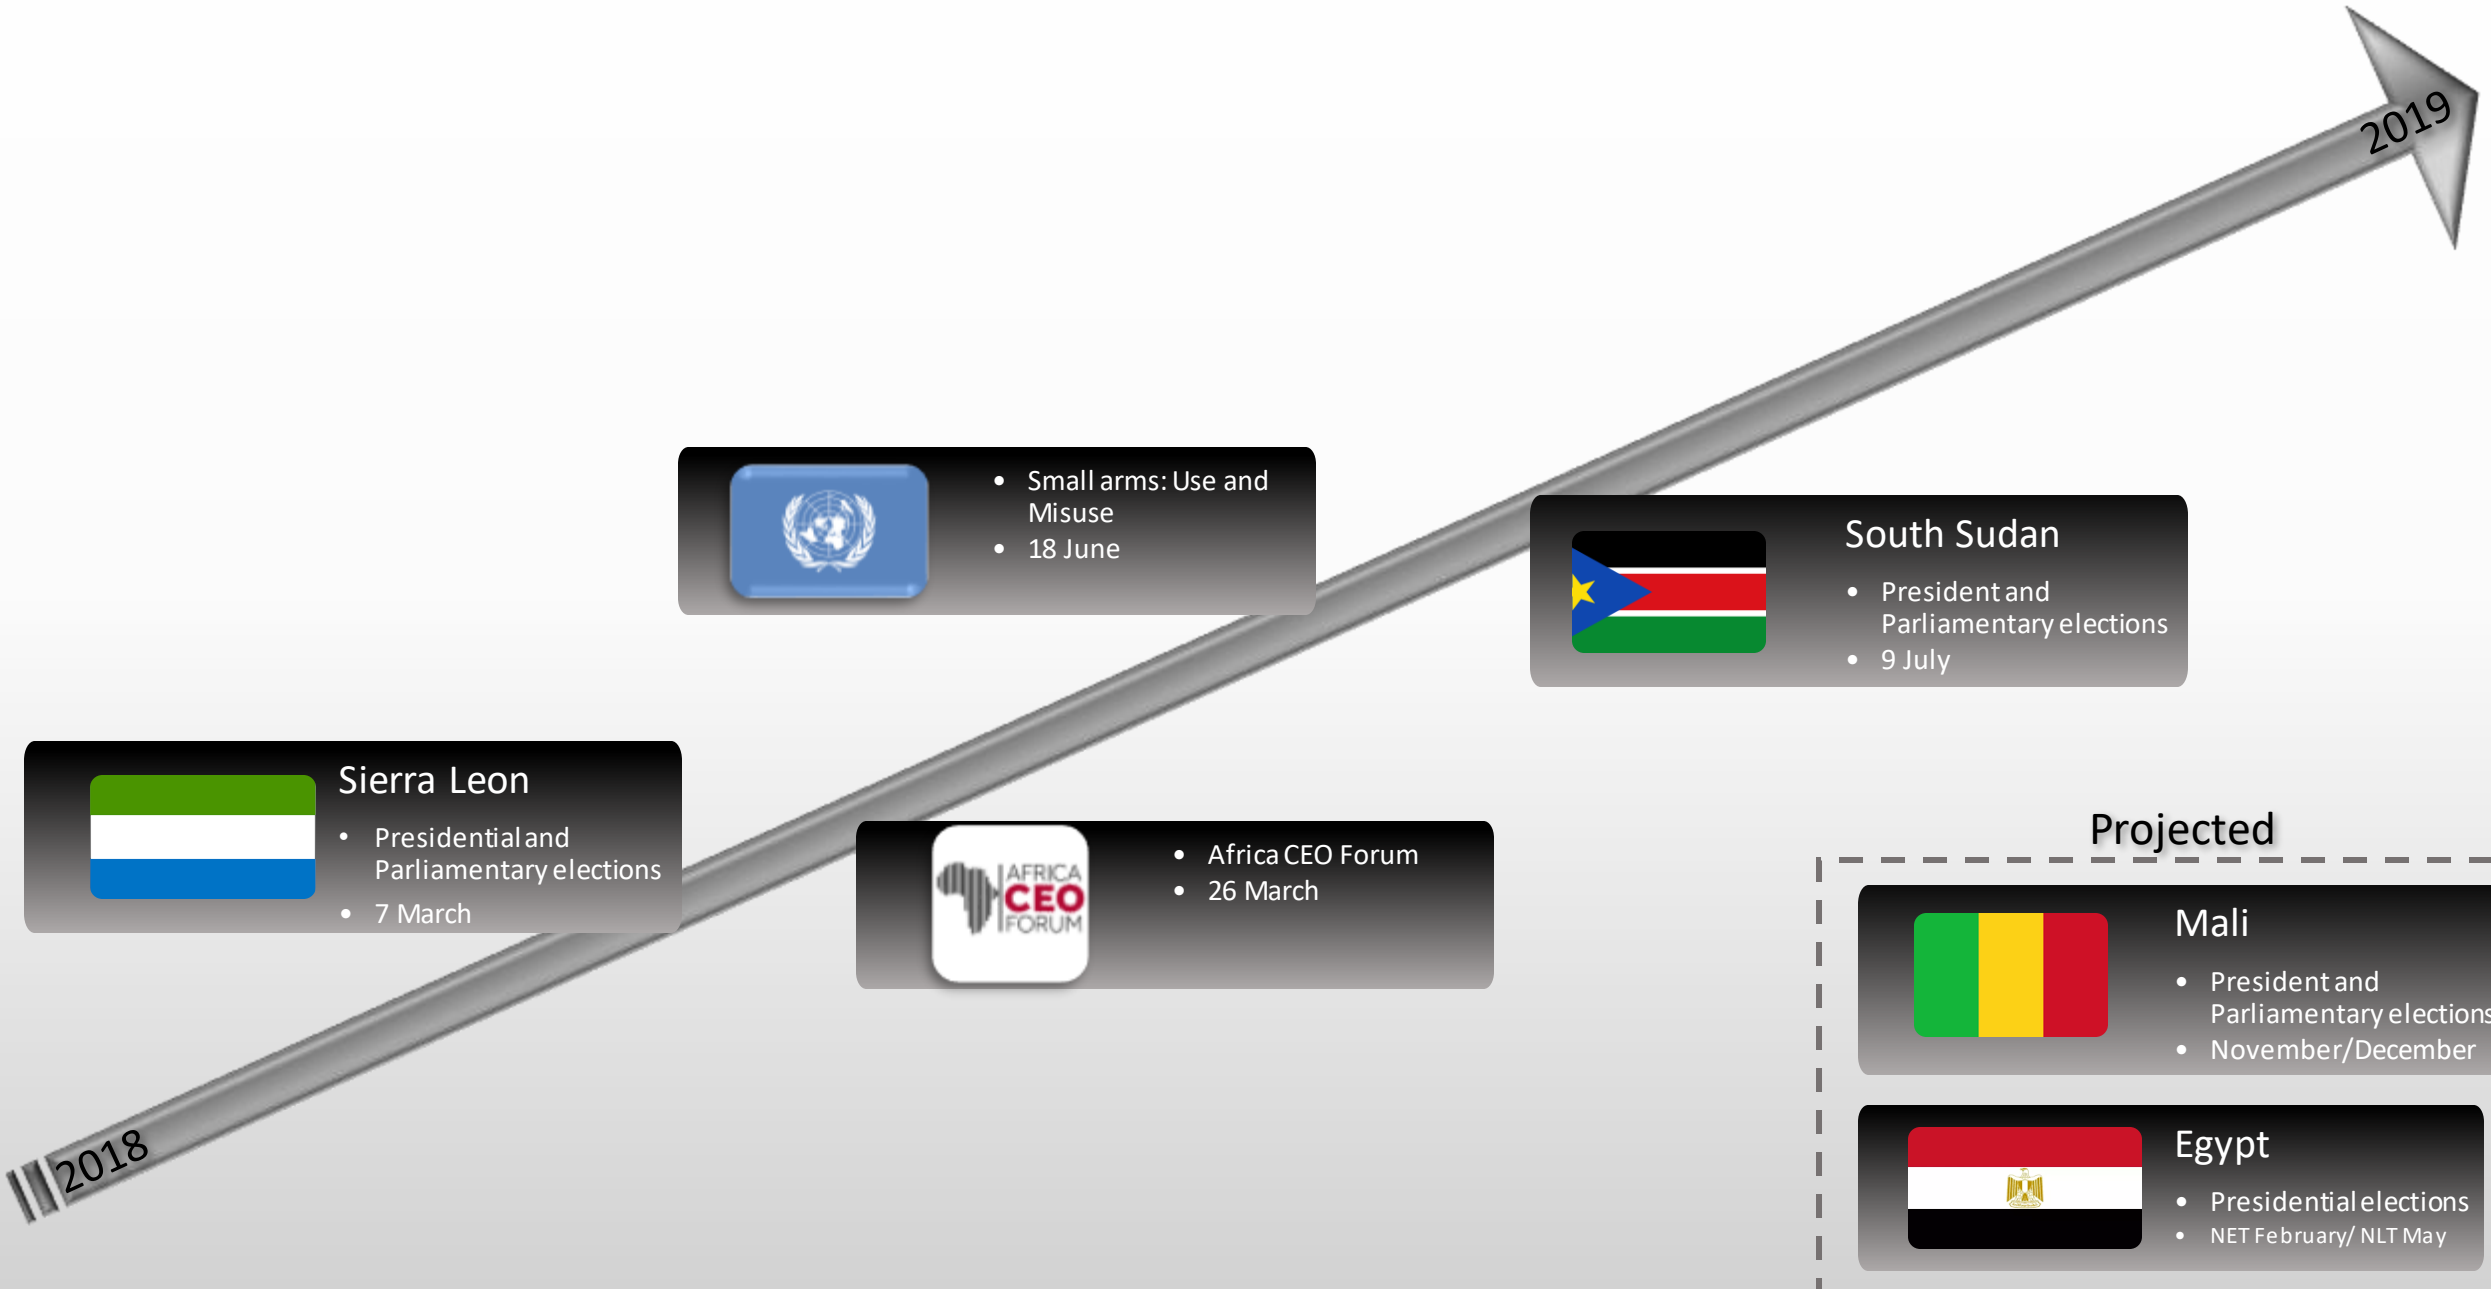 2019
• Small arms: Use and
Misuse
• 18 June
South Sudan
• President and
Parliamentary elections
• 9 July
Sierra Leon
• Presidential and
Parliamentary elections
• 7 March
AFRICA
CEO
FORUM
• Africa CEO Forum
• 26 March
Projected
Mali
• President and
Parliamentary elections
• November/December
2018
Egypt
• Presidential elections
• NET February/ NLT May